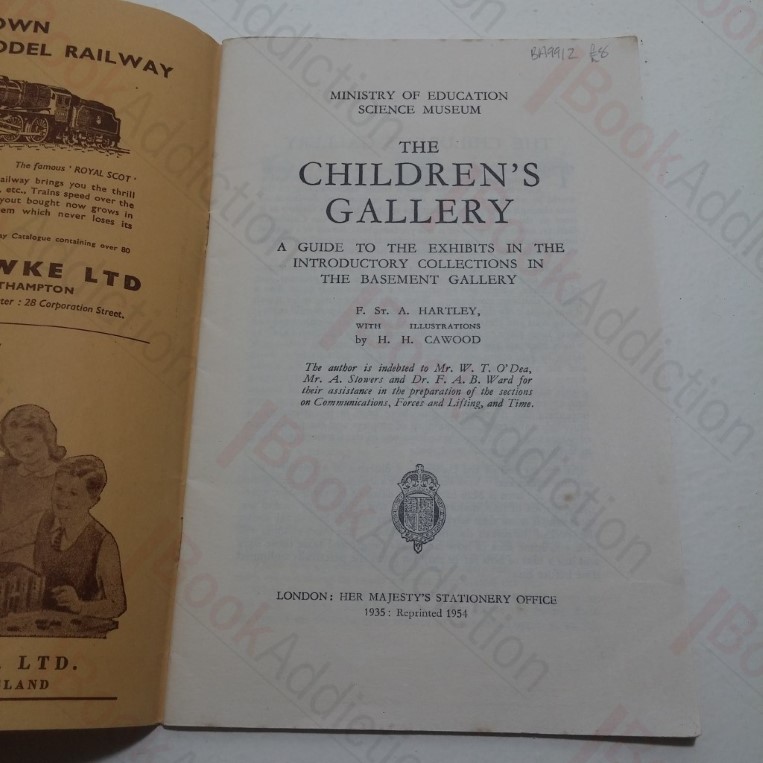 OWN
ODEL RAILWAY
The famous 'ROYAL SCOT'
ailway brings you the thrill
, etc., Trains speed over the
yout bought now grows in
em which never loses its
ay Catalogue containing over 80
WKE LTD
THAMPTON
ter : 28 Corporation Street.
. LTD.
LAND
BA9912 £8
MINISTRY OF EDUCATION
SCIENCE MUSEUM
THE
CHILDREN'S
GALLERY
A GUIDE TO THE EXHIBITS IN THE
INTRODUCTORY COLLECTIONS IN
THE BASEMENT GALLERY
F. St. A. HARTLEY,
WITH ILLUSTRATIONS
by H. H. CAWOOD
The author is indebted to Mr. W. T. O'Dea,
Mr. A. Stowers and Dr. F. A. B. Ward for
their assistance in the preparation of the sections
on Communications, Forces and Lifting, and Time.
LONDON: HER MAJESTY'S STATIONERY OFFICE
1935: Reprinted 1954
BookAddiction